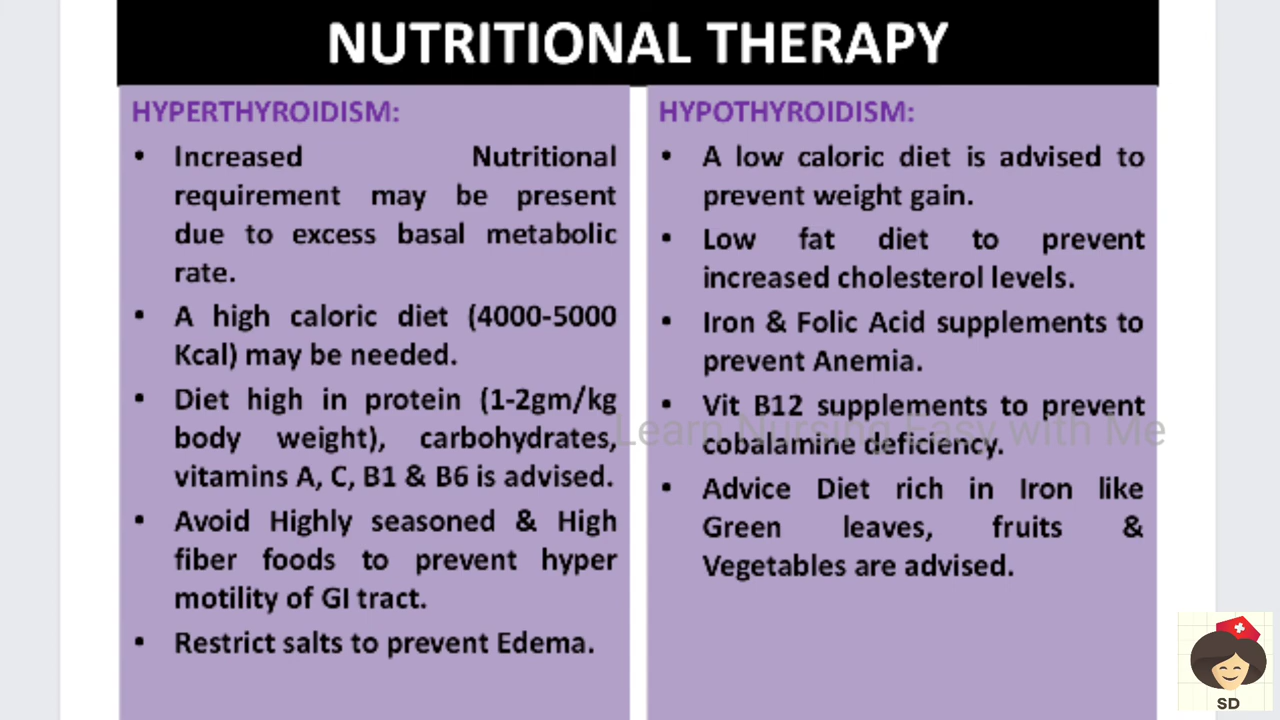 NUTRITIONAL THERAPY
HYPERTHYROIDISM:
• Increased Nutritional
requirement may be present
due to excess basal metabolic
rate.
• A high caloric diet (4000-5000
Kcal) may be needed.
• Diet high in protein (1-2gm/kg
body weight), carbohydrates,
vitamins A, C, B1 & B6 is advised.
• Avoid Highly seasoned & High
fiber foods to prevent hyper
motility of GI tract.
• Restrict salts to prevent Edema.
HYPOTHYROIDISM:
• A low caloric diet is advised to
prevent weight gain.
• Low fat diet to prevent
increased cholesterol levels.
• Iron & Folic Acid supplements to
prevent Anemia.
• Vit B12 supplements to prevent
cobalamine deficiency.
• Advice Diet rich in Iron like
Green leaves, fruits &
Vegetables are advised.
Learn Nursing Easy with Me
SD